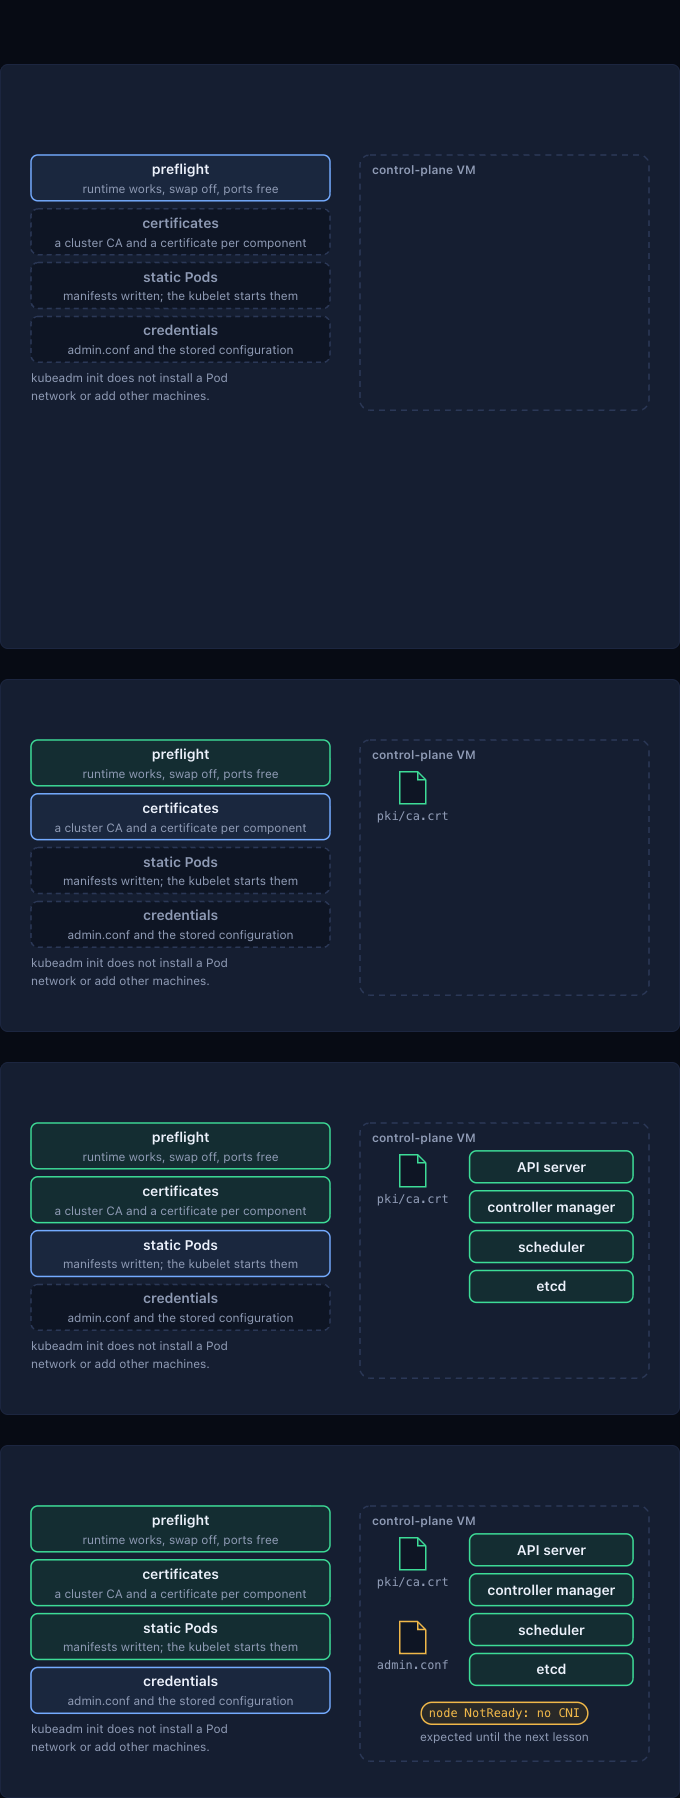 preflight
runtime works, swap off, ports free
certificates
a cluster CA and a certificate per component
static Pods
manifests written; the kubelet starts them
credentials
admin.conf and the stored configuration
kubeadm init does not install a Pod
network or add other machines.
control-plane VM
preflight
runtime works, swap off, ports free
certificates
a cluster CA and a certificate per component
static Pods
manifests written; the kubelet starts them
credentials
admin.conf and the stored configuration
kubeadm init does not install a Pod
network or add other machines.
control-plane VM
pki/ca.crt
preflight
runtime works, swap off, ports free
certificates
a cluster CA and a certificate per component
static Pods
manifests written; the kubelet starts them
credentials
admin.conf and the stored configuration
kubeadm init does not install a Pod
network or add other machines.
control-plane VM
pki/ca.crt
API server
controller manager
scheduler
etcd
preflight
runtime works, swap off, ports free
certificates
a cluster CA and a certificate per component
static Pods
manifests written; the kubelet starts them
credentials
admin.conf and the stored configuration
kubeadm init does not install a Pod
network or add other machines.
control-plane VM
pki/ca.crt
admin.conf
API server
controller manager
scheduler
etcd
node NotReady: no CNI
expected until the next lesson